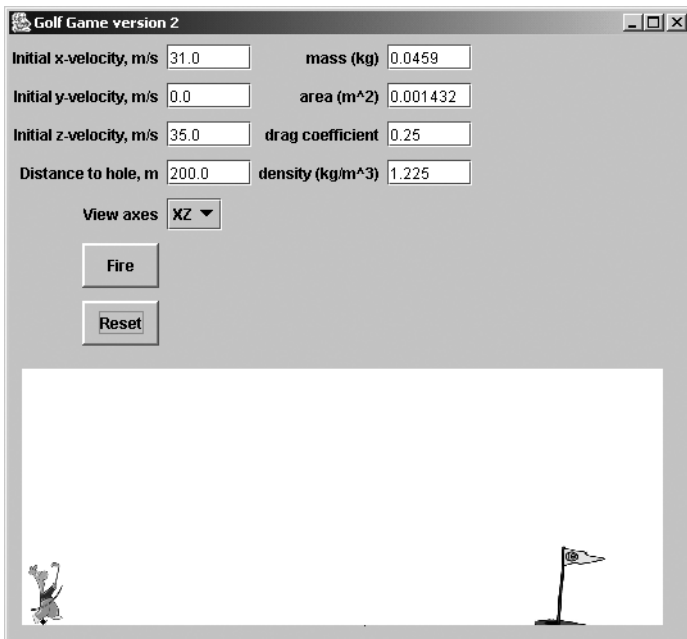 Golf Game version 2
Initial x-velocity, m/s 31.0 mass (kg) 0.0459
Initial y-velocity, m/s 0.0 area (m^2) 0.001432
Initial z-velocity, m/s 35.0 drag coefficient 0.25
Distance to hole, m 200.0 density (kg/m^3) 1.225
View axes XZ
Fire
Reset